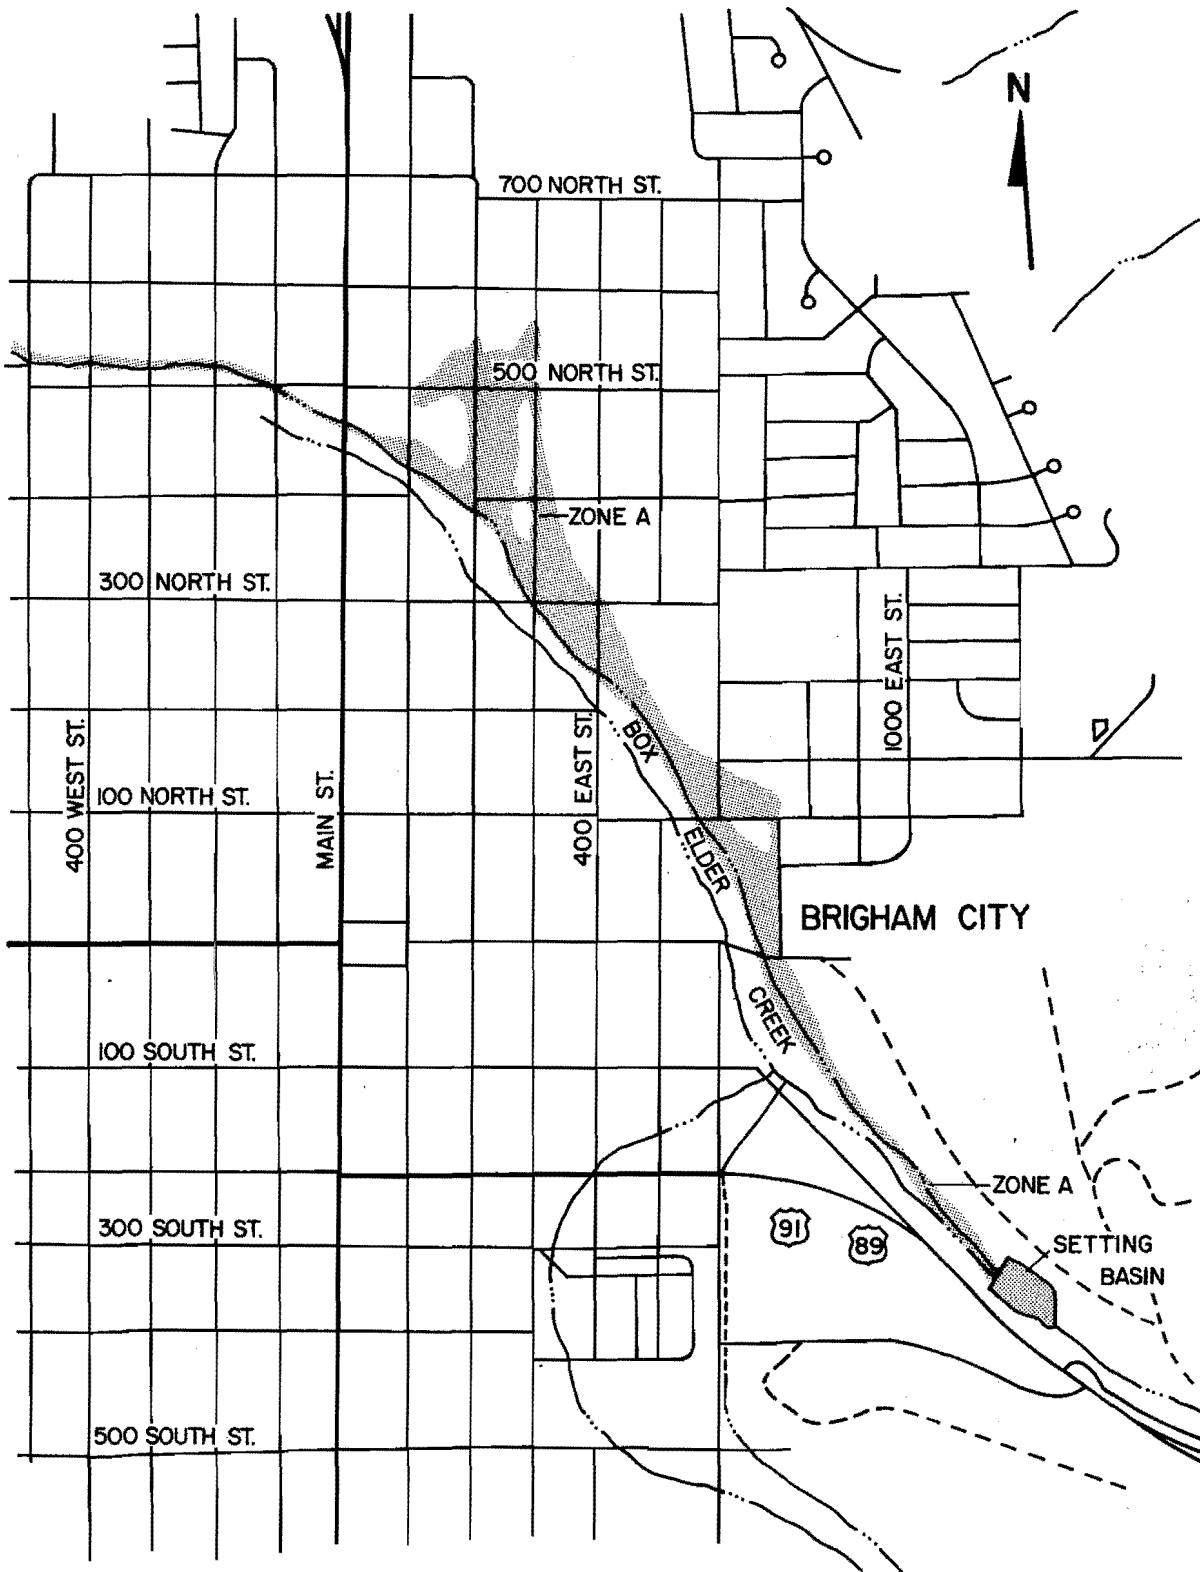 N
700 NORTH ST.
500 NORTH ST.
ZONE A
300 NORTH ST.
1000 EAST ST.
400 WEST ST.
MAIN ST.
400 EAST ST.
BOX
ELDER
CREEK
100 NORTH ST.
BRIGHAM CITY
100 SOUTH ST.
ZONE A
300 SOUTH ST.
91
89
SETTING
BASIN
500 SOUTH ST.